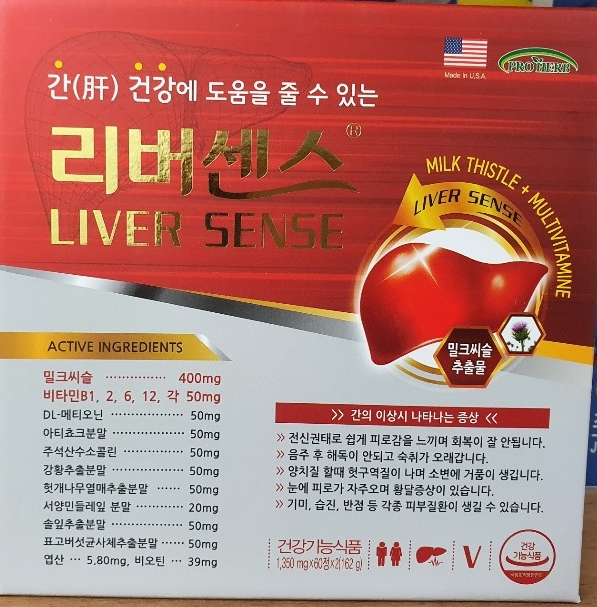 Made In U.S.A.
PRO HERB
간(肝) 건강에 도움을 줄 수 있는
리버센스®
LIVER SENSE
MILK THISTLE + MULTIVITAMINE
LIVER SENSE
밀크씨슬
추출물
ACTIVE INGREDIENTS
밀크씨슬 ················ 400mg
비타민B1, 2, 6, 12, 각 50mg
DL-메티오닌 ················ 50mg
아티쵸크분말 ················ 50mg
주석산수소콜린 ················ 50mg
강황추출분말 ················ 50mg
헛개나무열매추출분말 ······ 50mg
서양민들레잎 분말 ············ 20mg
솔잎추출분말 ················ 50mg
표고버섯균사체추출분말 ······ 50mg
엽산 ··· 5,80mg, 비오틴 ··· 39mg
>> 간의 이상시 나타나는 증상 <<
>> 전신권태로 쉽게 피로감을 느끼며 회복이 잘 안됩니다.
>> 음주 후 해독이 안되고 숙취가 오래갑니다.
>> 양치질 할때 헛구역질이 나며 소변에 거품이 생깁니다.
>> 눈에 피로가 자주오며 황달증상이 있습니다.
>> 기미, 습진, 반점 등 각종 피부질환이 생길 수 있습니다.
건강기능식품
1,350 mg×60정×2(162 g)
V
건강
기능식품